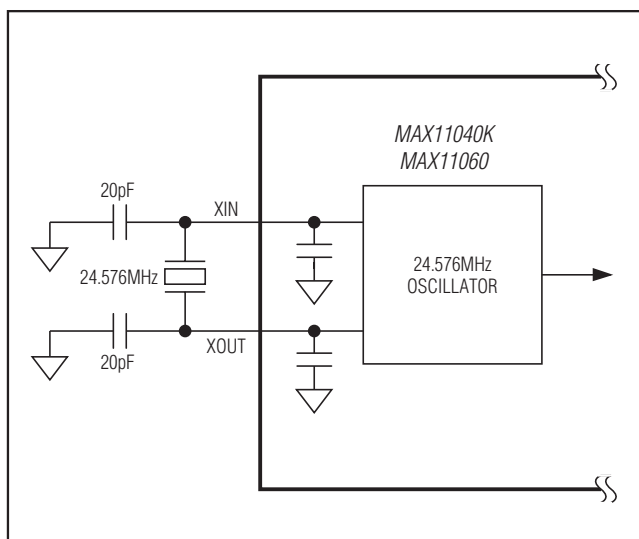 MAX11040K
MAX11060
20pF
XIN
24.576MHz
24.576MHz
OSCILLATOR
XOUT
20pF